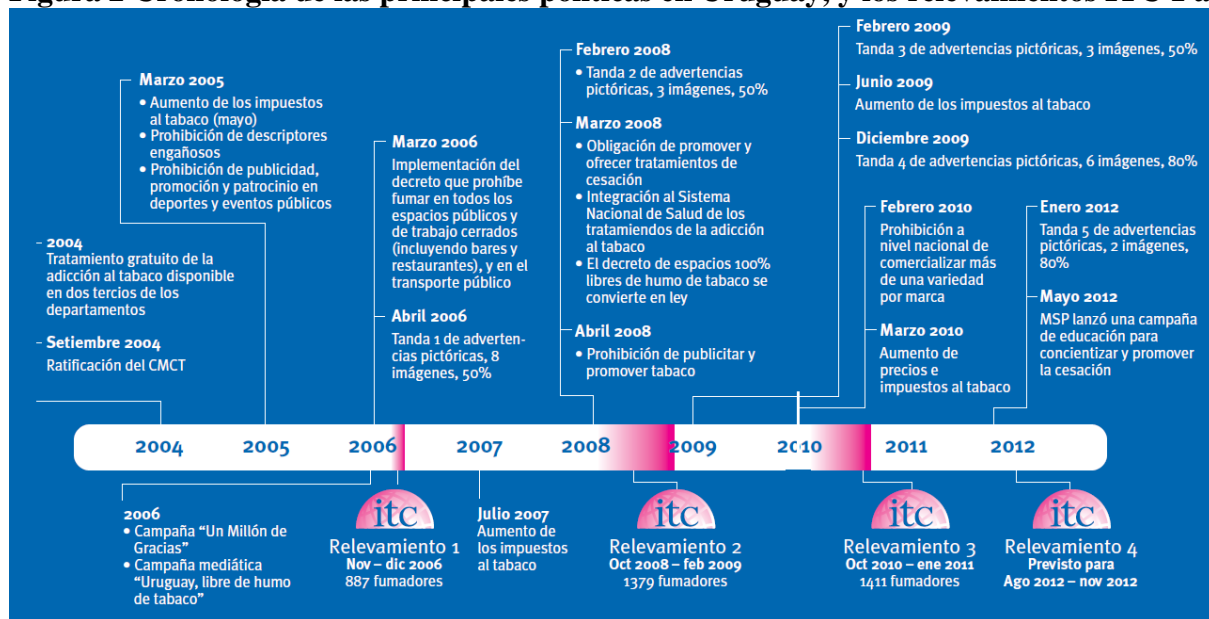 Cronología de las principales políticas en Uruguay, y los relevamientos
2004
Tratamiento gratuito de la
adicción al tabaco disponible
en dos tercios de los
departamentos
Setiembre 2004
Ratificación del CMCT
Marzo 2005
• Aumento de los impuestos
al tabaco (mayo)
• Prohibición de descriptores
engañosos
• Prohibición de publicidad,
promoción y patrocinio en
deportes y eventos públicos
Marzo 2006
Implementación del
decreto que prohíbe
fumar en todos los
espacios públicos y
de trabajo cerrados
(incluyendo bares y
restaurantes), y en el
transporte público
Abril 2006
Tanda 1 de adverten-
cias pictóricas, 8
imágenes, 50%
Febrero 2008
• Tanda 2 de advertencias
pictóricas, 3 imágenes, 50%
Marzo 2008
• Obligación de promover y
ofrecer tratamientos de
cesación
• Integración al Sistema
Nacional de Salud de los
tratamiendos de la adicción
al tabaco
• El decreto de espacios 100%
libres de humo de tabaco se
convierte en ley
Abril 2008
• Prohibición de publicitar y
promover tabaco
Febrero 2009
Tanda 3 de advertencias pictóricas, 3 imágenes, 50%
Junio 2009
Aumento de los impuestos al tabaco
Diciembre 2009
Tanda 4 de advertencias pictóricas, 6 imágenes, 80%
Febrero 2010
Prohibición a
nivel nacional de
comercializar más
de una variedad
por marca
Marzo 2010
Aumento de
precios e
impuestos al tabaco
Enero 2012
Tanda 5 de advertencias
pictóricas, 2 imágenes,
80%
Mayo 2012
MSP lanzó una campaña
de educación para
concientizar y promover
la cesación
2004 2005 2006 2007 2008 2009 2010 2011 2012
2006
• Campaña “Un Millón de
Gracias”
• Campaña mediática
“Uruguay, libre de humo
de tabaco”
itc
Relevamiento 1
Nov – dic 2006
887 fumadores
Julio 2007
Aumento de
los impuestos
al tabaco
itc
Relevamiento 2
Oct 2008 – feb 2009
1379 fumadores
itc
Relevamiento 3
Oct 2010 – ene 2011
1411 fumadores
itc
Relevamiento 4
Previsto para
Ago 2012 – nov 2012